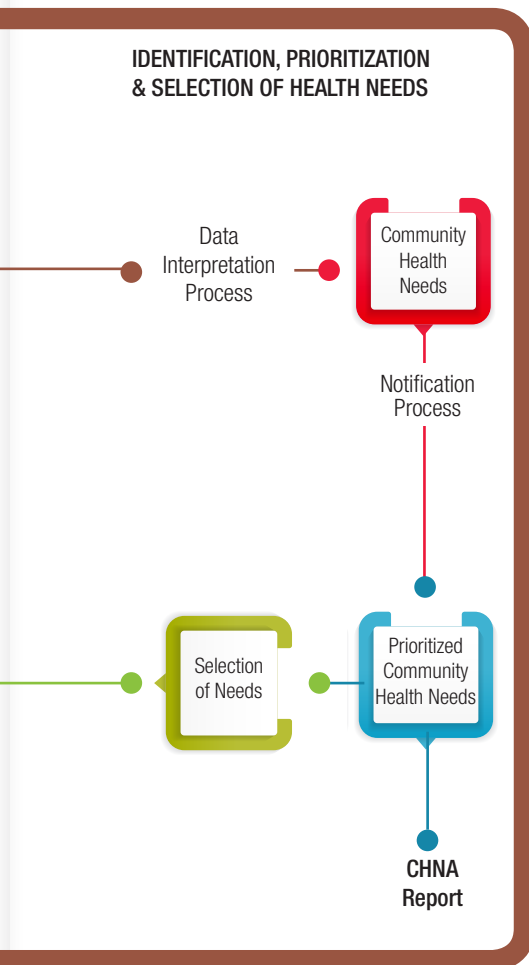 IDENTIFICATION, PRIORITIZATION
& SELECTION OF HEALTH NEEDS
Data
Interpretation
Process
Community
Health
Needs
Notification
Process
Selection
of Needs
Prioritized
Community
Health Needs
CHNA
Report